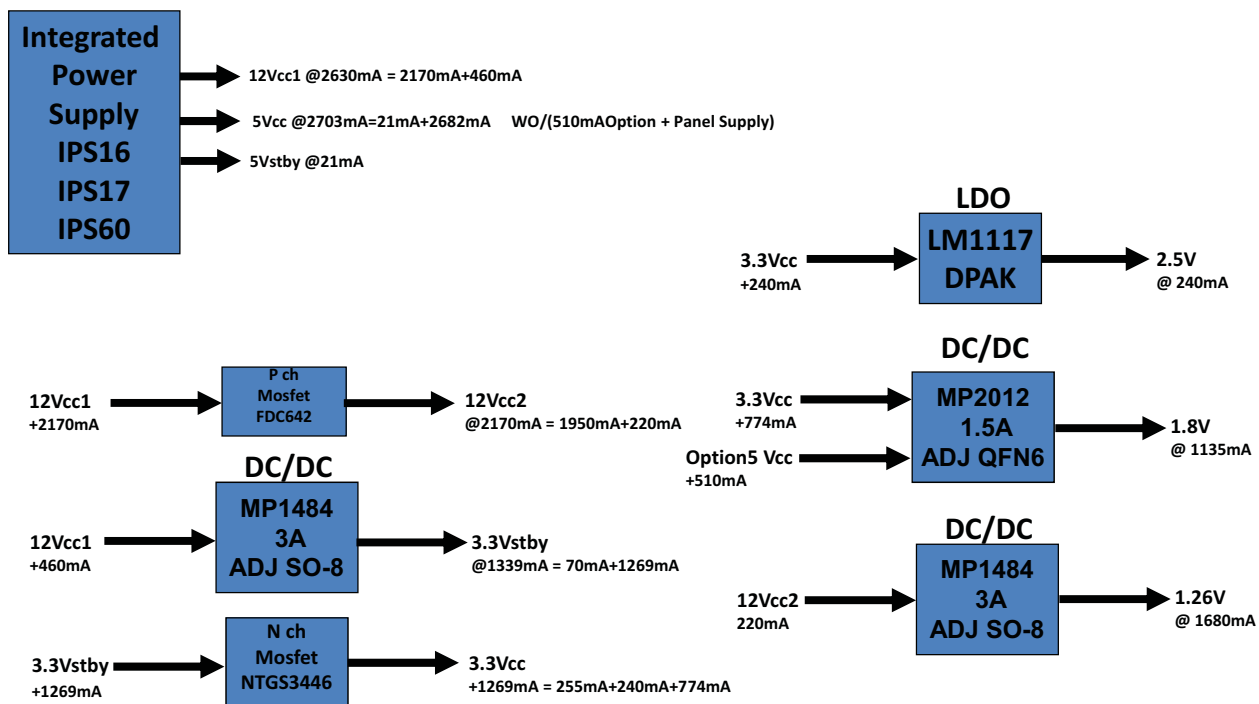 Integrated
Power
Supply
IPS16
IPS17
IPS60
12Vcc1 @2630mA = 2170mA+460mA
5Vcc @2703mA=21mA+2682mA WO/(510mAOption + Panel Supply)
5Vstby @21mA
12Vcc1
+2170mA
P ch
Mosfet
FDC642
12Vcc2
@2170mA = 1950mA+220mA
DC/DC
12Vcc1
+460mA
MP1484
3A
ADJ SO-8
3.3Vstby
@1339mA = 70mA+1269mA
3.3Vstby
+1269mA
N ch
Mosfet
NTGS3446
3.3Vcc
+1269mA = 255mA+240mA+774mA
LDO
3.3Vcc
+240mA
LM1117
DPAK
2.5V
@ 240mA
DC/DC
3.3Vcc
+774mA
Option5 Vcc
+510mA
MP2012
1.5A
ADJ QFN6
1.8V
@ 1135mA
DC/DC
12Vcc2
220mA
MP1484
3A
ADJ SO-8
1.26V
@ 1680mA